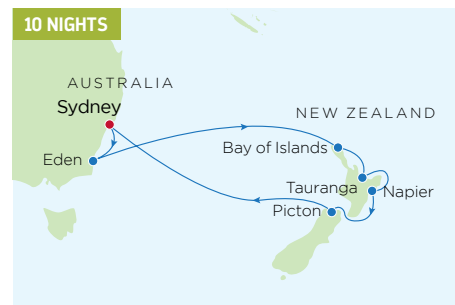 10 NIGHTS
AUSTRALIA
Sydney
NEW ZEALAND
Bay of Islands
Eden
Tauranga
Napier
Picton